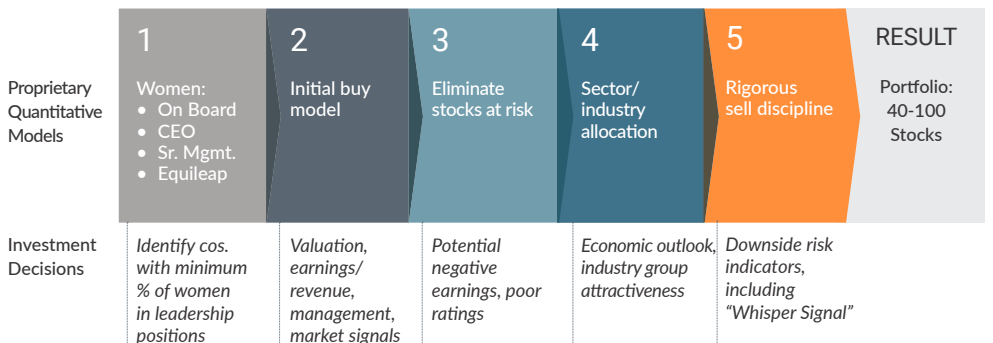 1
2
3
4
5
RESULT
Proprietary
Quantitative
Models
Women:
• On Board
• CEO
• Sr. Mgmt.
• Equileap
Initial buy
model
Eliminate
stocks at risk
Sector/
industry
allocation
Rigorous
sell discipline
Portfolio:
40-100
Stocks
Investment
Decisions
Identify cos.
with minimum
% of women
in leadership
positions
Valuation,
earnings/
revenue,
management,
market signals
Potential
negative
earnings, poor
ratings
Economic outlook,
industry group
attractiveness
Downside risk
indicators,
including
“Whisper Signal”